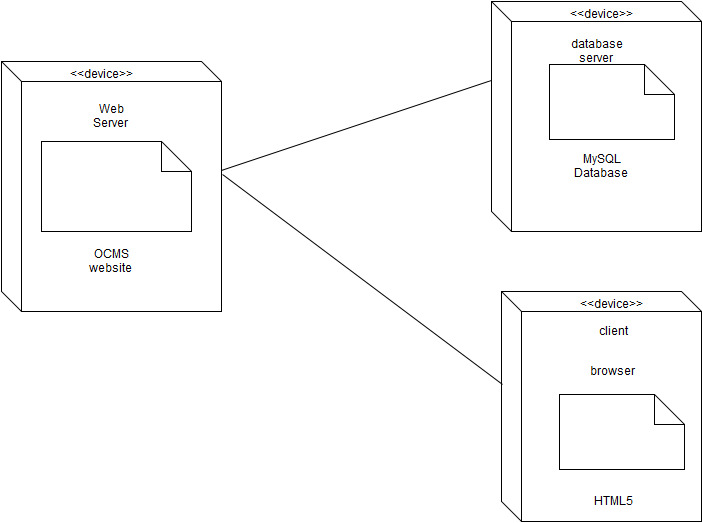 <<device>>
Web
Server
OCMS
website
<<device>>
database
server
MySQL
Database
<<device>>
client
browser
HTML5